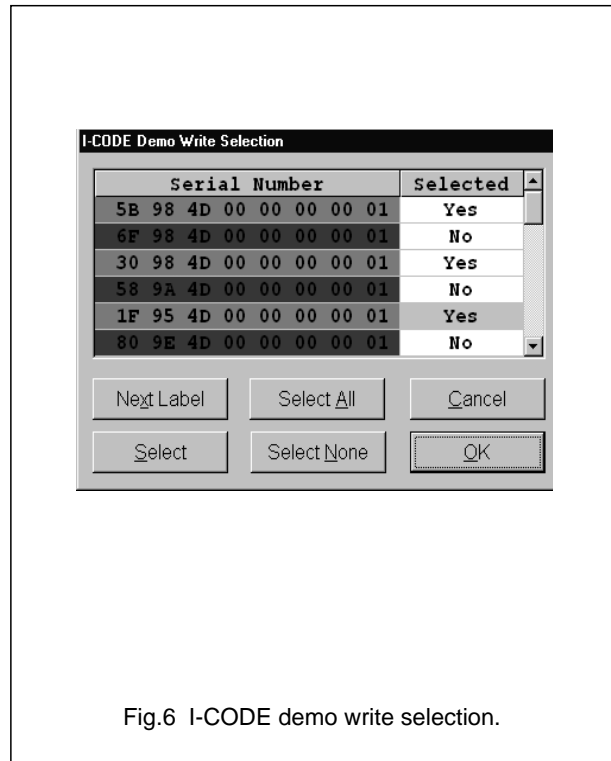 I-CODE Demo Write Selection
Serial Number Selected
5B 98 4D 00 00 00 00 01 Yes
6F 98 4D 00 00 00 00 01 No
30 98 4D 00 00 00 00 01 Yes
58 9A 4D 00 00 00 00 01 No
1F 95 4D 00 00 00 00 01 Yes
80 9E 4D 00 00 00 00 01 No
Next Label Select All Cancel
Select Select None OK
Fig.6 I-CODE demo write selection.